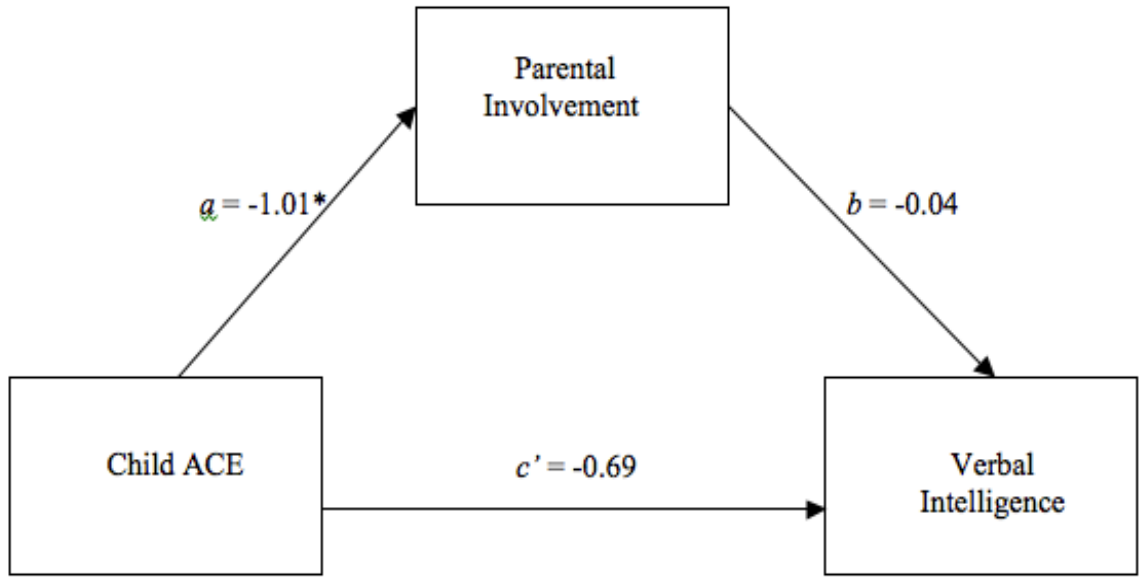 Parental
Involvement
a = -1.01*
b = -0.04
Child ACE
c’ = -0.69
Verbal
Intelligence